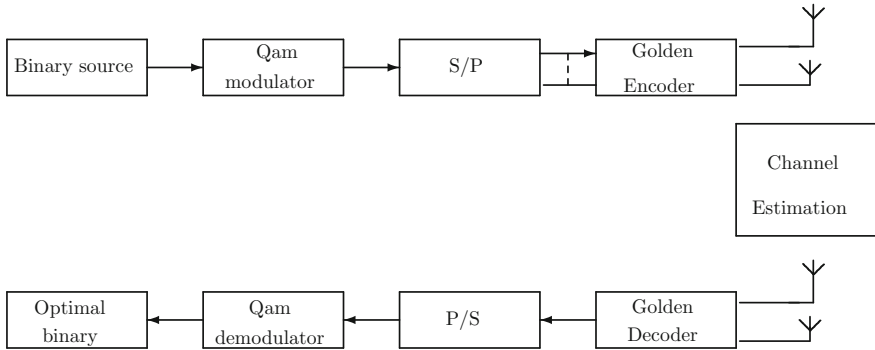 Binary source
Qam
modulator
S/P
Golden
Encoder
Channel
Estimation
Optimal
binary
Qam
demodulator
P/S
Golden
Decoder